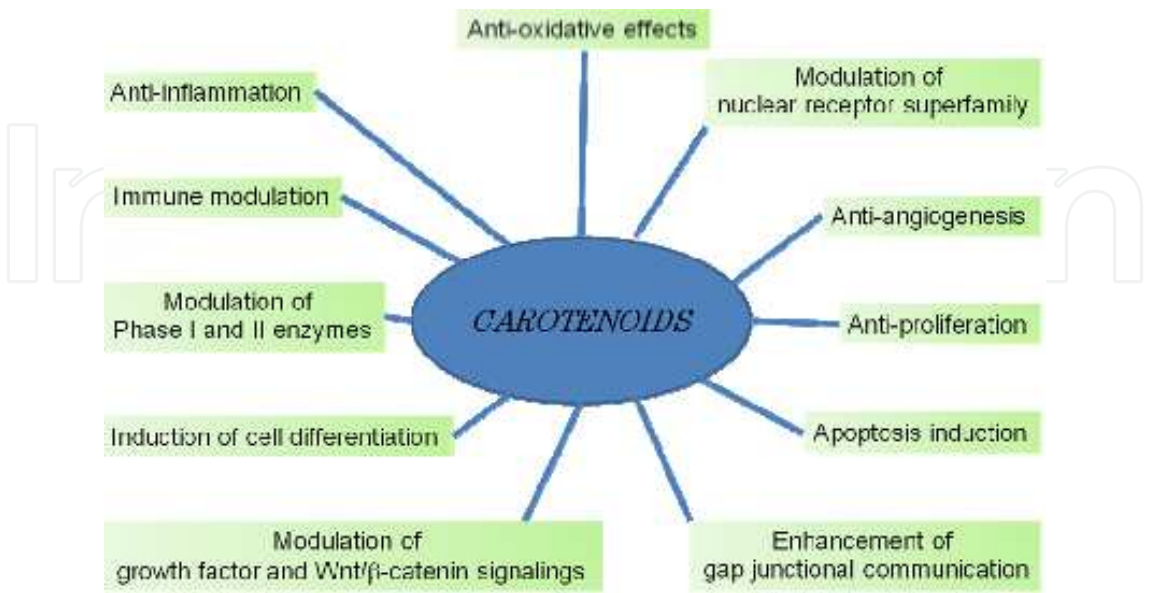 Anti-oxidative effects
Modulation of
nuclear receptor superfamily
Anti-inflammation
Immune modulation
Anti-angiogenesis
Modulation of
Phase I and II enzymes
CAROTENOIDS
Anti-proliferation
Induction of cell differentiation
Apoptosis induction
Modulation of
growth factor and Wnt/β-catenin signalings
Enhancement of
gap junctional communication